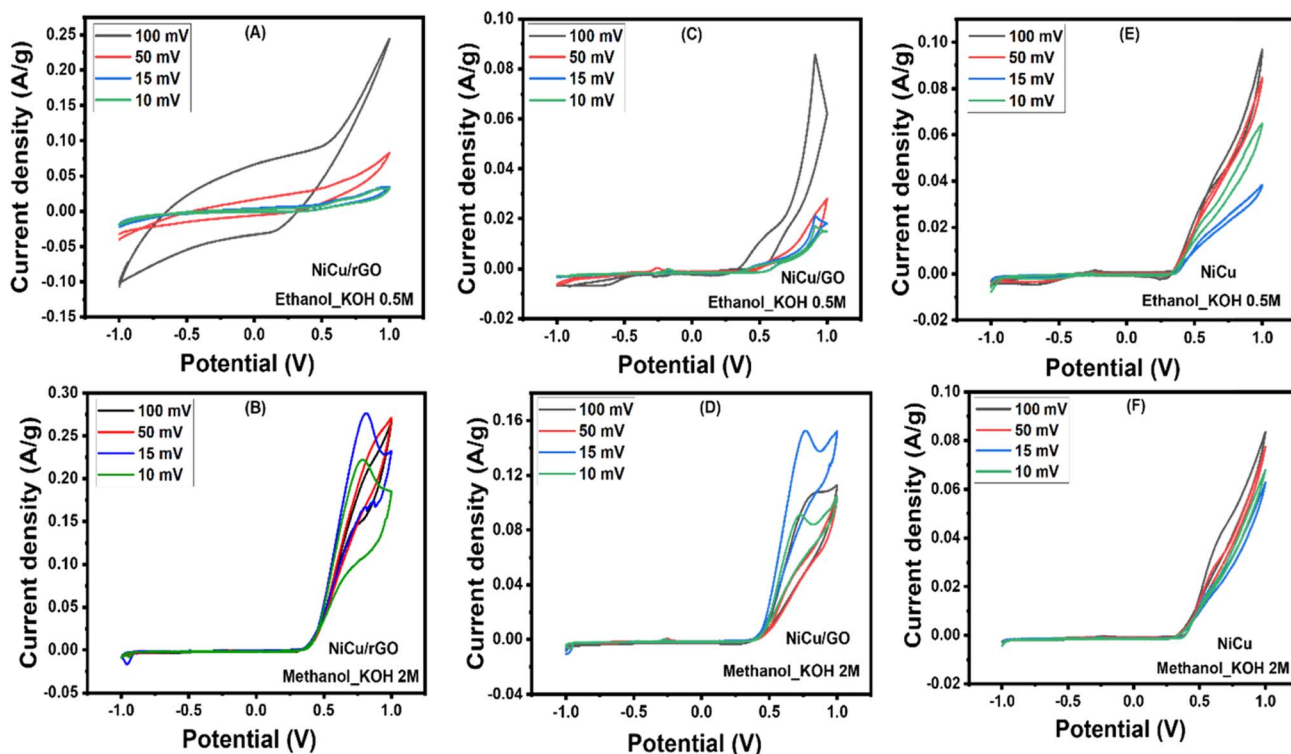 (A)
100 mV
50 mV
15 mV
10 mV
0.25
0.20
0.15
0.10
0.05
0.00
-0.05
-0.10
-0.15
Current density (A/g)
NiCu/rGO
Ethanol_KOH 0.5M
-1.0 -0.5 0.0 0.5 1.0
Potential (V)
(C)
100 mV
50 mV
15 mV
10 mV
0.10
0.08
0.06
0.04
0.02
0.00
-0.02
Current density (A/g)
NiCu/GO
Ethanol_KOH 0.5M
-1.0 -0.5 0.0 0.5 1.0
Potential (V)
(E)
100 mV
50 mV
15 mV
10 mV
0.10
0.08
0.06
0.04
0.02
0.00
-0.02
Current density (A/g)
NiCu
Ethanol_KOH 0.5M
-1.0 -0.5 0.0 0.5 1.0
Potential (V)
(B)
100 mV
50 mV
15 mV
10 mV
0.30
0.25
0.20
0.15
0.10
0.05
0.00
-0.05
Current density (A/g)
NiCu/rGO
Methanol_KOH 2M
-1.0 -0.5 0.0 0.5 1.0
Potential (V)
(D)
100 mV
50 mV
15 mV
10 mV
0.16
0.12
0.08
0.04
0.00
-0.04
Current density (A/g)
NiCu/GO
Methanol_KOH 2M
-1.0 -0.5 0.0 0.5 1.0
Potential (V)
(F)
100 mV
50 mV
15 mV
10 mV
0.10
0.08
0.06
0.04
0.02
0.00
-0.02
Current density (A/g)
NiCu
Methanol_KOH 2M
-1.0 -0.5 0.0 0.5 1.0
Potential (V)